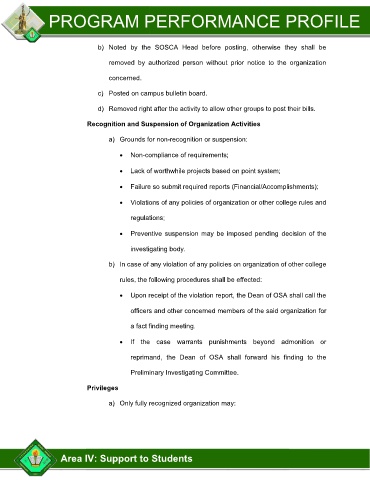 PROGRAM PERFORMANCE PROFILE
b) Noted by the SOSCA Head before posting, otherwise they shall be
removed by authorized person without prior notice to the organization
concerned.
c) Posted on campus bulletin board.
d) Removed right after the activity to allow other groups to post their bills.
Recognition and Suspension of Organization Activities
a) Grounds for non-recognition or suspension:
• Non-compliance of requirements;
• Lack of worthwhile projects based on point system;
• Failure so submit required reports (Financial/Accomplishments);
• Violations of any policies of organization or other college rules and
regulations;
• Preventive suspension may be imposed pending decision of the
investigating body.
b) In case of any violation of any policies on organization of other college
rules, the following procedures shall be effected:
• Upon receipt of the violation report, the Dean of OSA shall call the
officers and other concerned members of the said organization for
a fact finding meeting.
• If the case warrants punishments beyond admonition or
reprimand, the Dean of OSA shall forward his finding to the
Preliminary Investigating Committee.
Privileges
a) Only fully recognized organization may:
Area IV: Support to Students